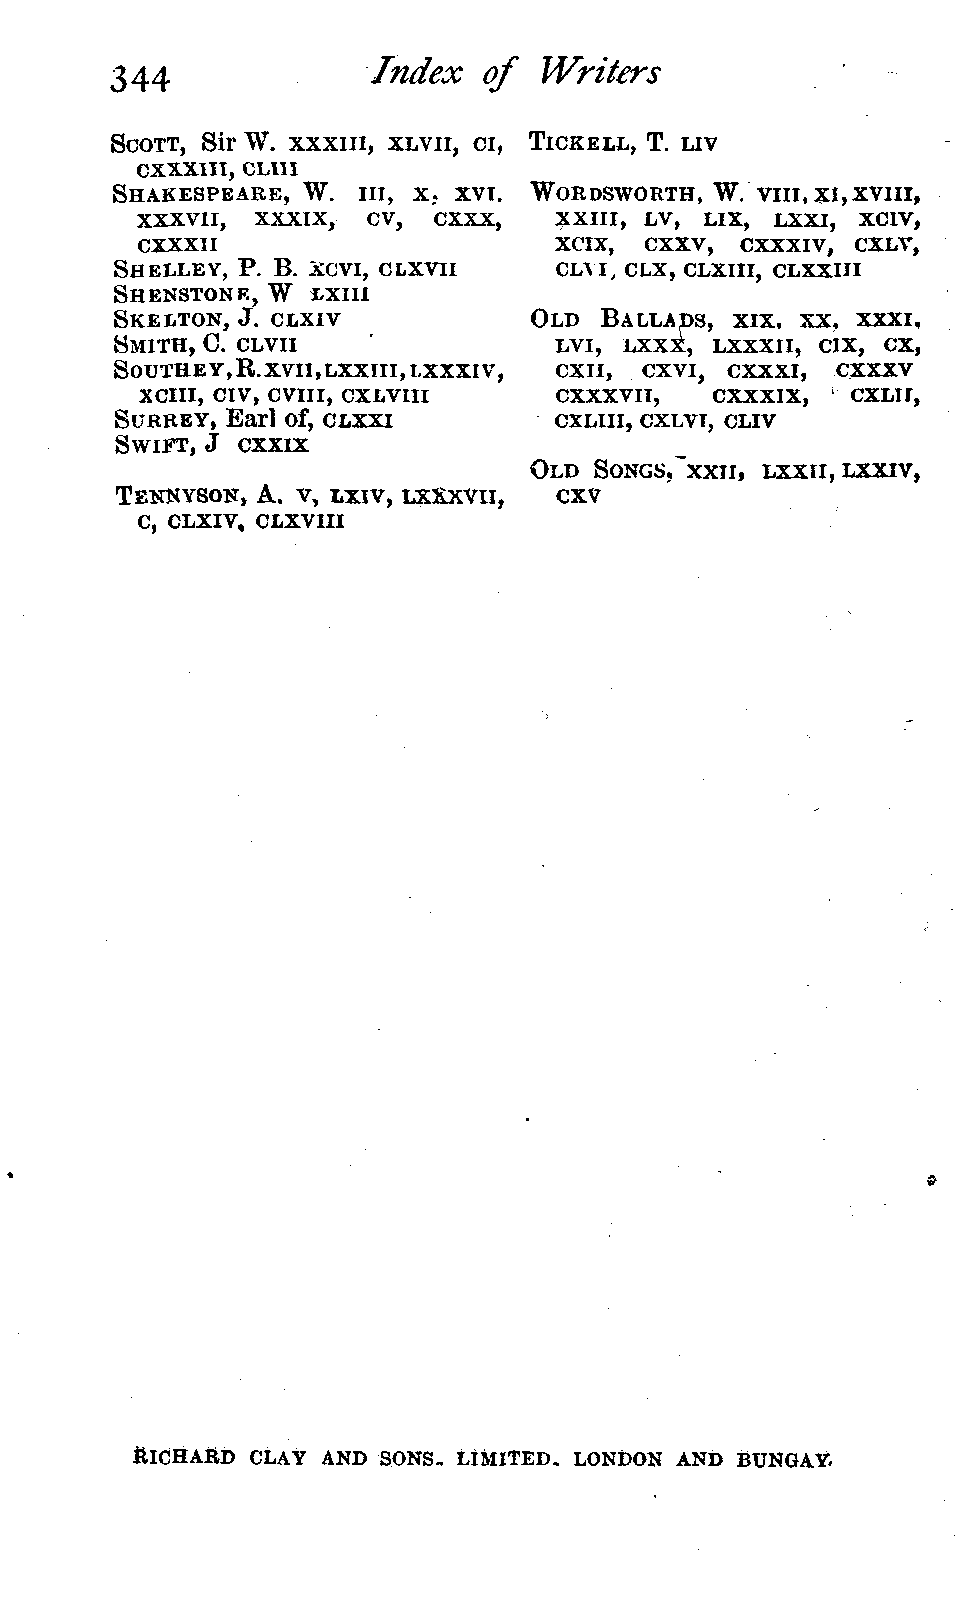 344 Index of Writers
SCOTT, Sir W. XXXIII, XLVII, CI,
CXXXIII, CLIII
SHAKESPEARE, W. III, X, XVI.
XXXVII, XXXIX, CV, CXXX,
CXXXII
SHELLEY, P. B. XCVI, CLXVII
SHENSTONE, W LXIII
SKELTON, J. CLXIV
SMITH, C. CLVII
SOUTHEY, R. XVII, LXXIII, LXXXIV,
XCIII, CIV, CVIII, CXLVIII
SURREY, Earl of, CLXXI
SWIFT, J CXXIX
TENNYSON, A. V, LXIV, LXXXVII,
C, CLXIV, CLXVIII
TICKELL, T. LIV
WORDSWORTH, W. VIII, XI, XVIII,
XXIII, LV, LIX, LXXI, XCIV,
XCIX, CXXV, CXXXIV, CXLV,
CLVI, CLX, CLXIII, CLXXIII
OLD BALLADS, XIX, XX, XXXI,
LVI, LXXX, LXXXII, CIX, CX,
CXII, CXVI, CXXXI, CXXXV
CXXXVII, CXXXIX, CXLII,
CXLIII, CXLVI, CLIV
OLD SONGS, XXII, LXXII, LXXIV,
CXV
RICHARD CLAY AND SONS. LIMITED. LONDON AND BUNGAY.